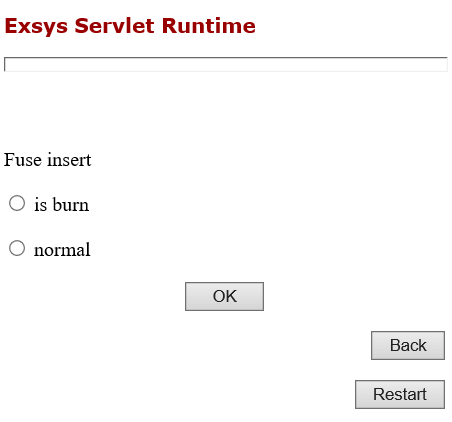 Exsys Servlet Runtime
Fuse insert
is burn
normal
OK
Back
Restart